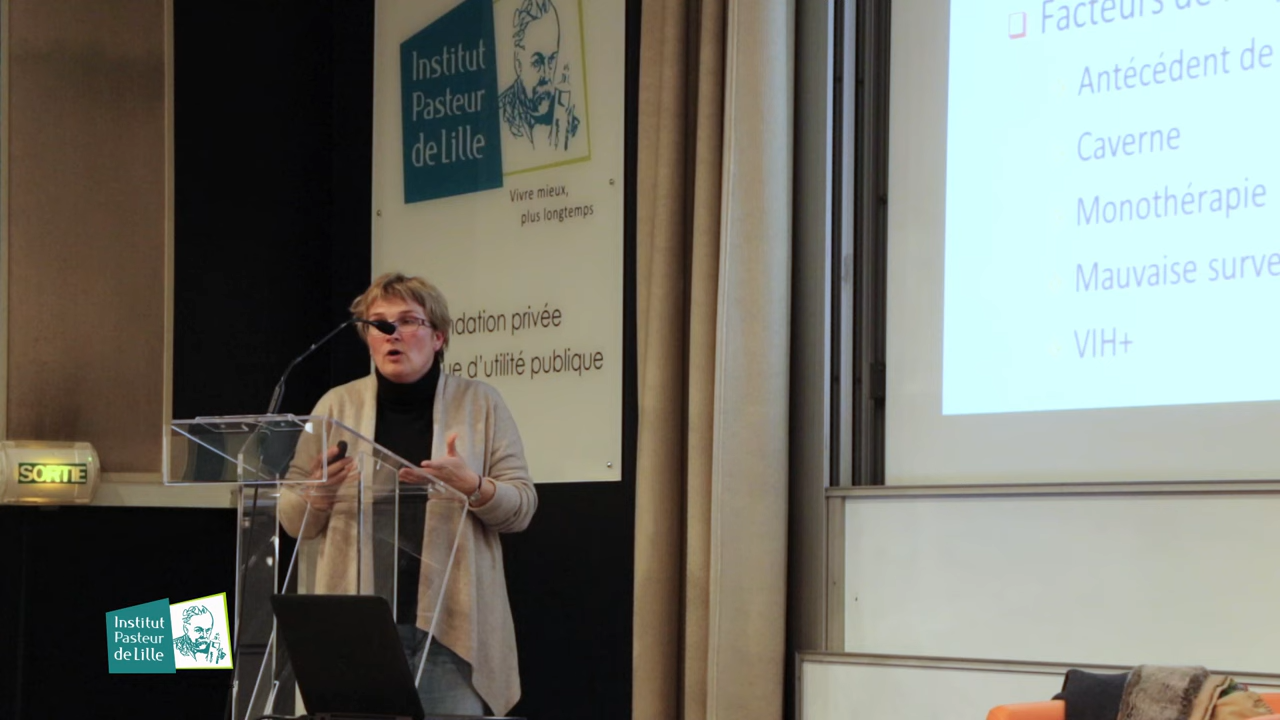 Institut
Pasteur
de Lille
Vivre mieux,
plus longtemps
ndation privée
ue d'utilité publique
SORTIE
Facteurs de
Antécédent de
Caverne
Monothérapie
Mauvaise surve
VIH+
Institut
Pasteur
de Lille